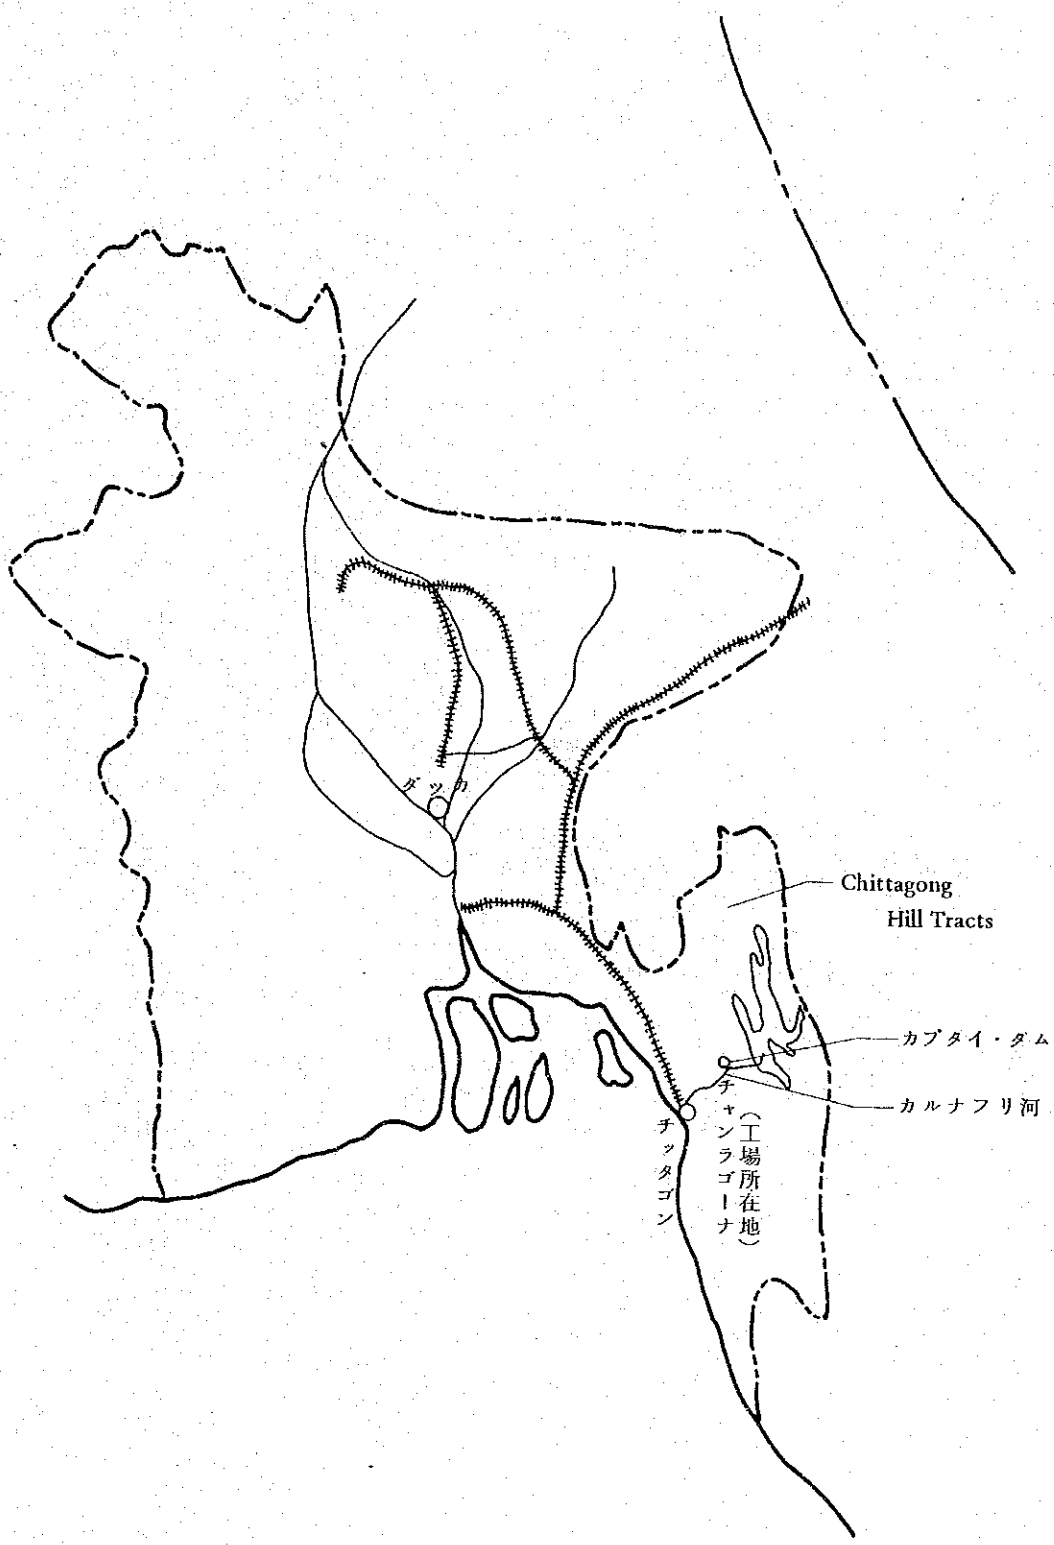 ダッカ
Chittagong
Hill Tracts
カプタイ・ダム
カルナフリ河
チッタゴン
チャンラゴーナ
(工場所在地)